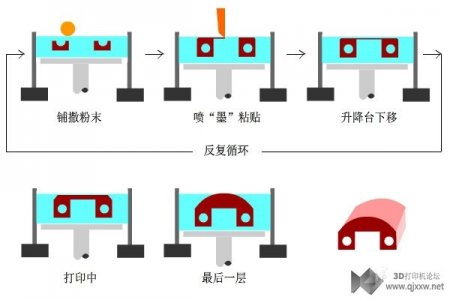 铺撒粉末
喷“墨”粘贴
升降台下移
反复循环
打印中
最后一层
3D打印机论坛
www.qjxxw.net